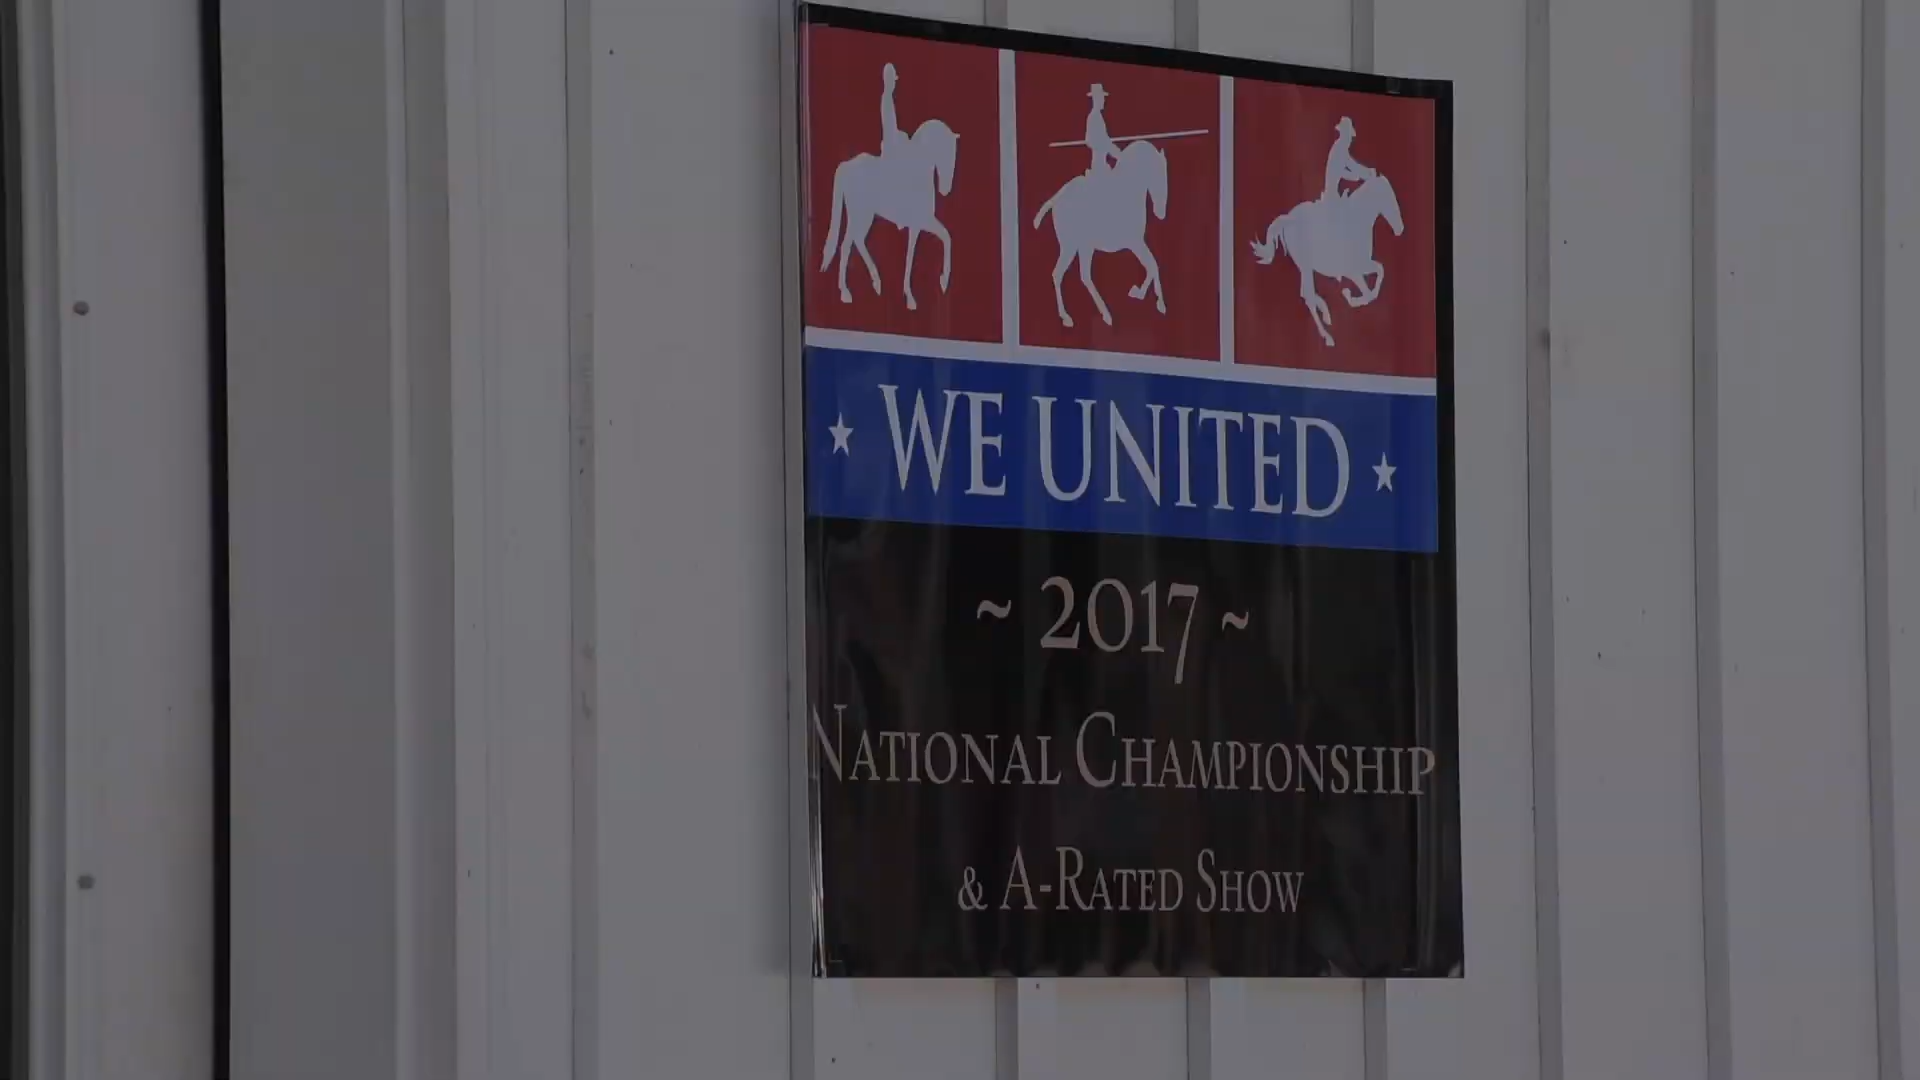 WE UNITED
~ 2017 ~
NATIONAL CHAMPIONSHIP
& A-RATED SHOW